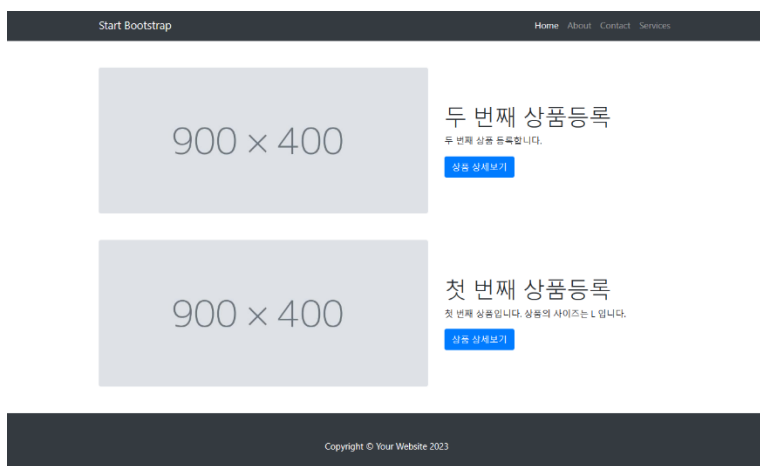 Start Bootstrap
Home About Contact Services
900 × 400
두 번째 상품등록
두 번째 상품 등록합니다.
상품 상세보기
900 × 400
첫 번째 상품등록
첫 번째 상품입니다. 상품의 사이즈는 L 입니다.
상품 상세보기
Copyright © Your Website 2023